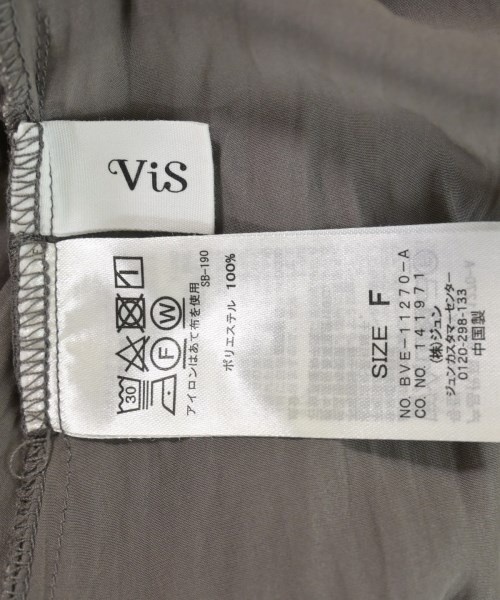 ViS
30
F
W
アイロンはあて布を使用
SB-190
ポリエステル 100%
SIZE F
NO. BVE-11270-A
CO. NO. 141971
(株)ジュン
ジュンカスタマーセンター
0120-298-133
中国製